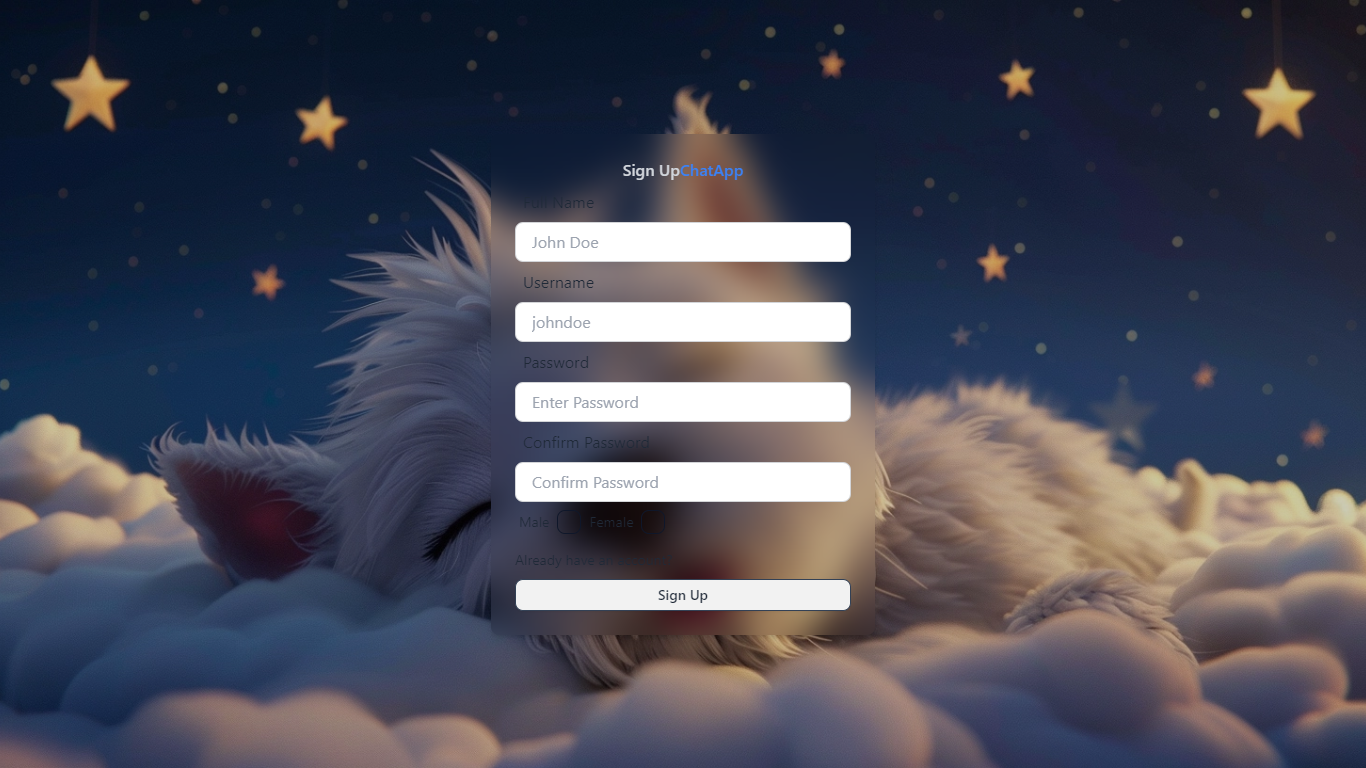 Sign UpChatApp
Full Name
John Doe
Username
johndoe
Password
Enter Password
Confirm Password
Confirm Password
Male Female
Already have an
Sign Up